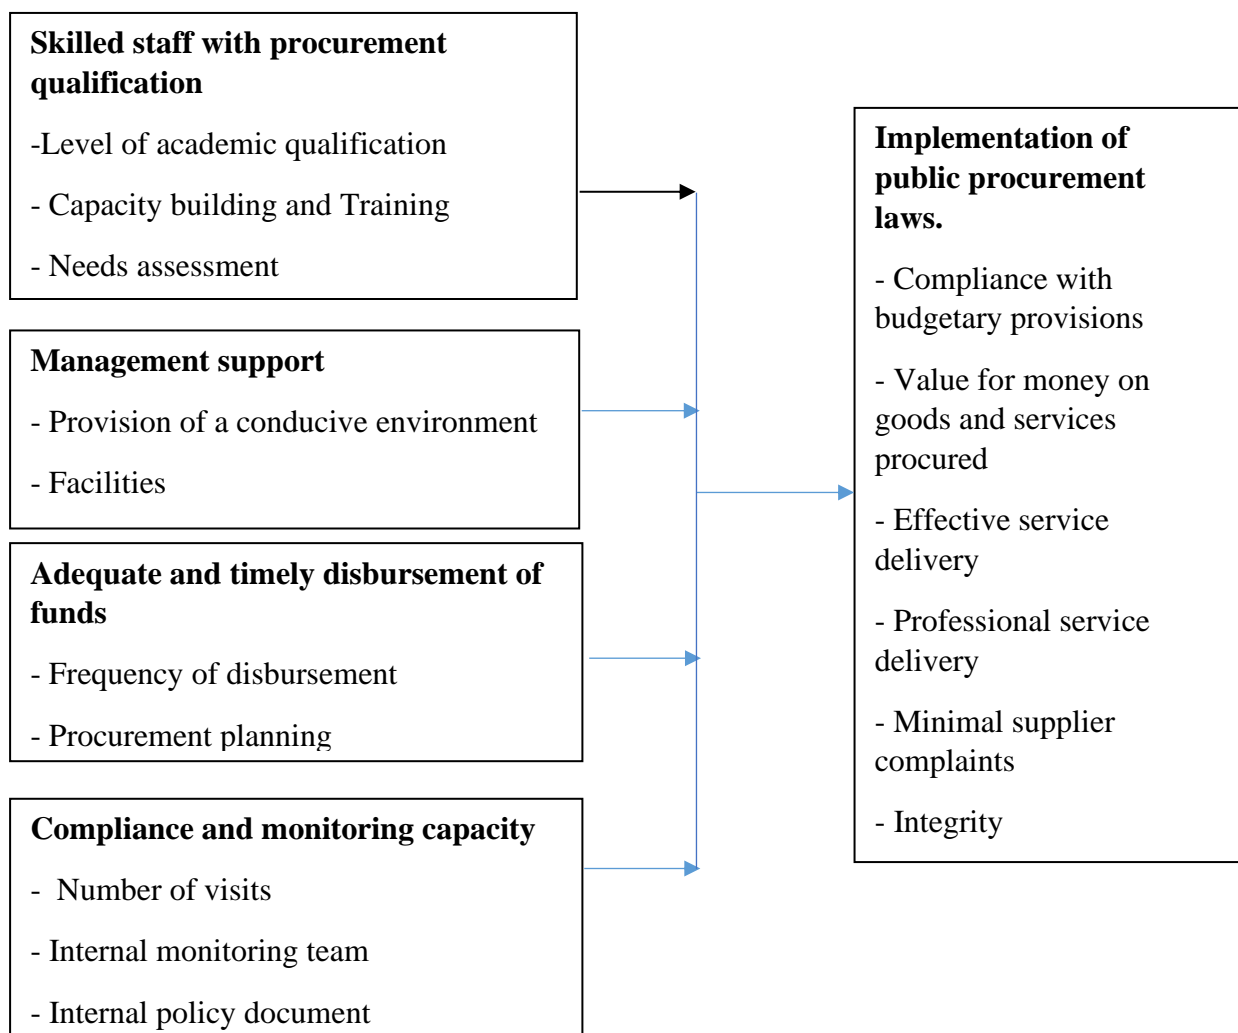 Skilled staff with procurement
qualification
-Level of academic qualification
- Capacity building and Training
- Needs assessment
Management support
- Provision of a conducive environment
- Facilities
Adequate and timely disbursement of
funds
- Frequency of disbursement
- Procurement planning
Compliance and monitoring capacity
- Number of visits
- Internal monitoring team
- Internal policy document
Implementation of
public procurement
laws.
- Compliance with
budgetary provisions
- Value for money on
goods and services
procured
- Effective service
delivery
- Professional service
delivery
- Minimal supplier
complaints
- Integrity